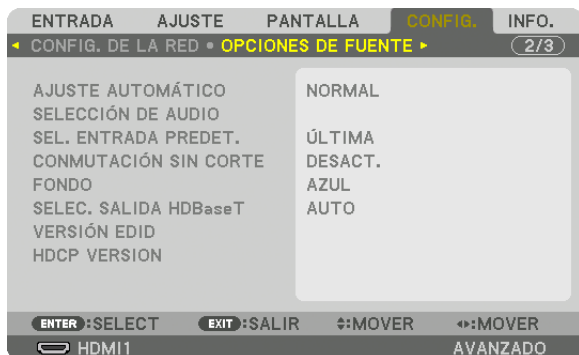 ENTRADA AJUSTE PANTALLA CONFIG. INFO.
◂ CONFIG. DE LA RED • OPCIONES DE FUENTE ▸ 2/3
AJUSTE AUTOMÁTICO NORMAL
SELECCIÓN DE AUDIO
SEL. ENTRADA PREDET. ÚLTIMA
CONMUTACIÓN SIN CORTE DESACT.
FONDO AZUL
SELEC. SALIDA HDBaseT AUTO
VERSIÓN EDID
HDCP VERSION
ENTER :SELECT EXIT :SALIR ♦:MOVER ◂▸:MOVER
HDMI1 AVANZADO